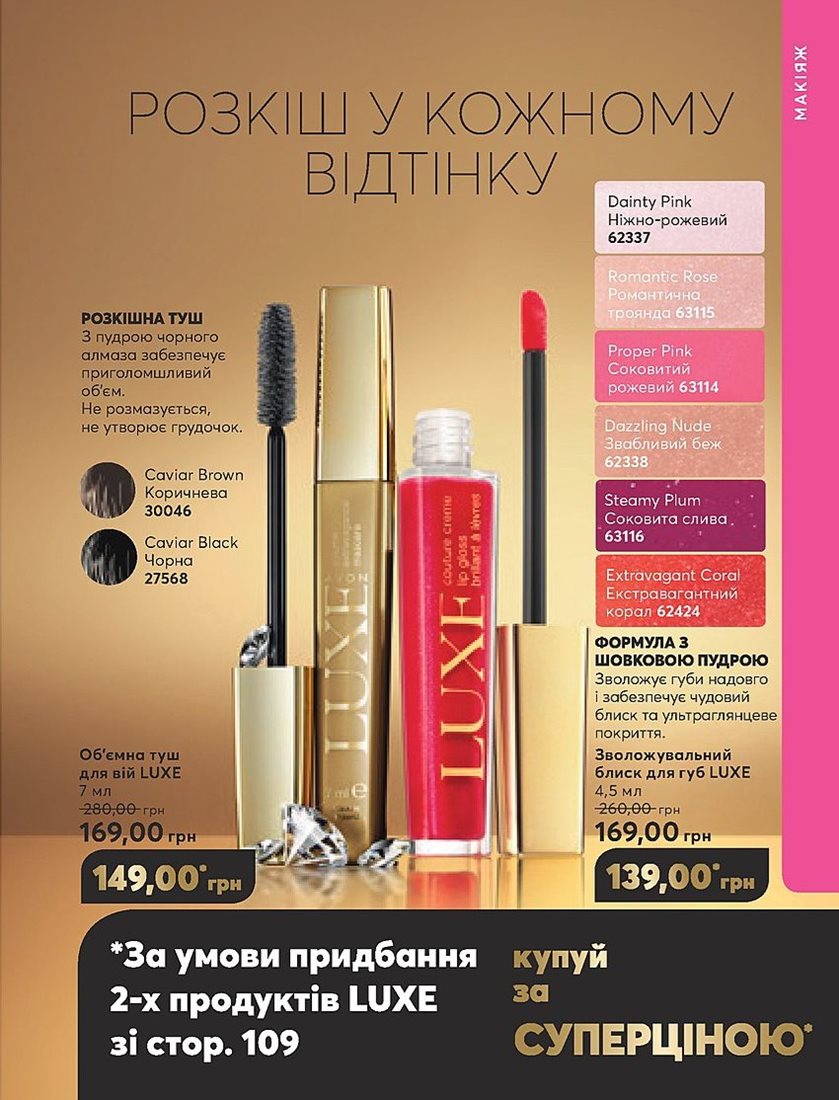 МАКІЯЖ
РОЗКІШ У КОЖНОМУ
ВІДТІНКУ
Dainty Pink
Ніжно-рожевий
62337
Romantic Rose
Романтична
троянда 63115
Proper Pink
Соковитий
рожевий 63114
Dazzling Nude
Звабливий беж
62338
Steamy Plum
Соковита слива
63116
Extravagant Coral
Екстравагантний
корал 62424
РОЗКІШНА ТУШ
З пудрою чорного
алмаза забезпечує
приголомшливий
об'єм.
Не розмазується,
не утворює грудочок.
Caviar Brown
Коричнева
30046
Caviar Black
Чорна
27568
LUXE
mascara
7ml e
LUXE
couture creme
lip gloss
brillant à lèvres
ФОРМУЛА З
ШОВКОВОЮ ПУДРОЮ
Зволожує губи надовго
і забезпечує чудовий
блиск та ультраглянцеве
покриття.
Об'ємна туш
для вій LUXE
7 мл
280,00 грн
169,00 грн
149,00* грн
Зволожувальний
блиск для губ LUXE
4,5 мл
260,00 грн
169,00 грн
139,00* грн
*За умови придбання
2-х продуктів LUXE
зі стор. 109
купуй
за
СУПЕРЦІНОЮ*